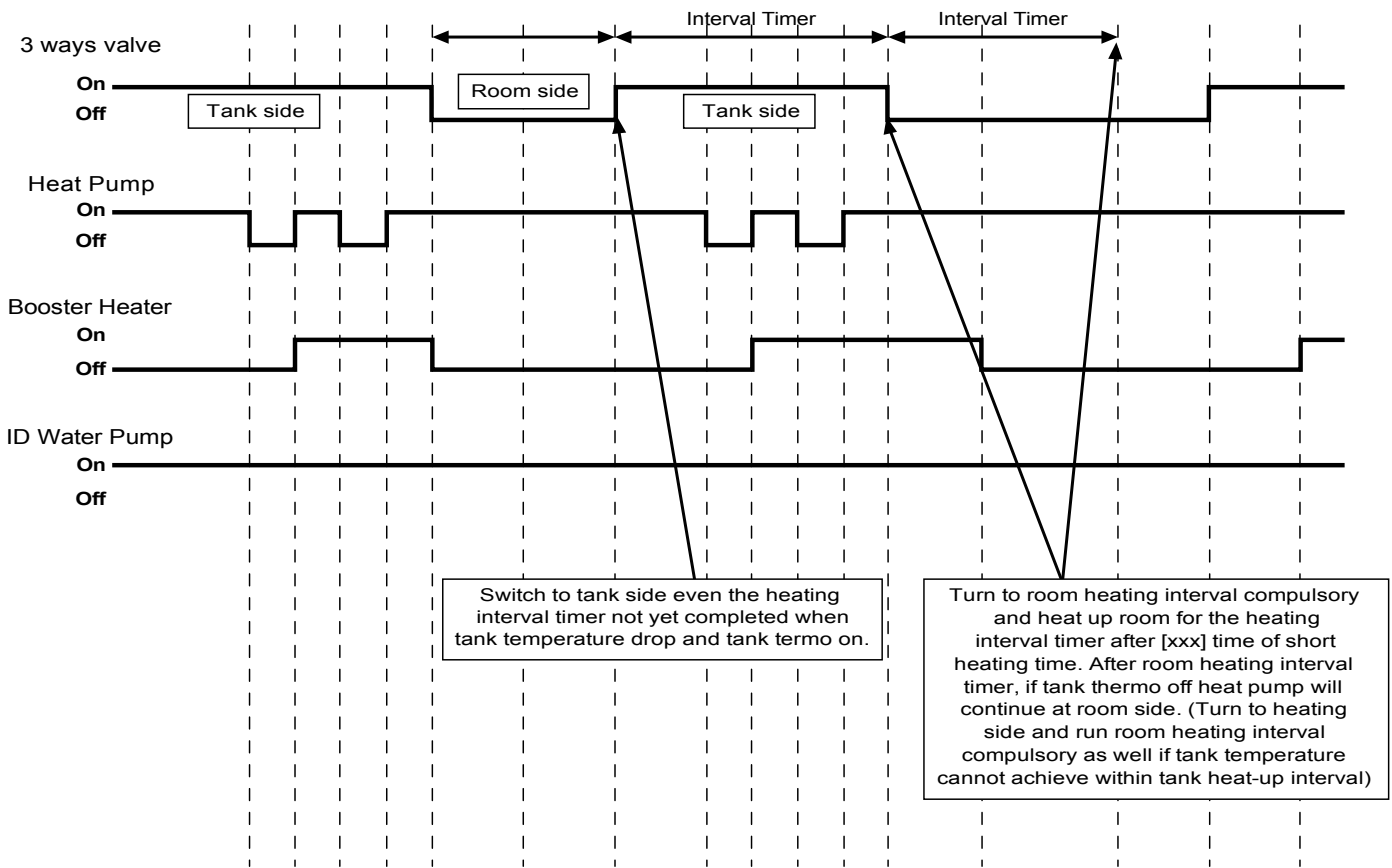 Interval Timer
Interval Timer
3 ways valve
On
Off
Tank side
Room side
Tank side
Heat Pump
On
Off
Booster Heater
On
Off
ID Water Pump
On
Off
Switch to tank side even the heating
interval timer not yet completed when
tank temperature drop and tank termo on.
Turn to room heating interval compulsory
and heat up room for the heating
interval timer after [xxx] time of short
heating time. After room heating interval
timer, if tank thermo off heat pump will
continue at room side. (Turn to heating
side and run room heating interval
compulsory as well if tank temperature
cannot achieve within tank heat-up interval)